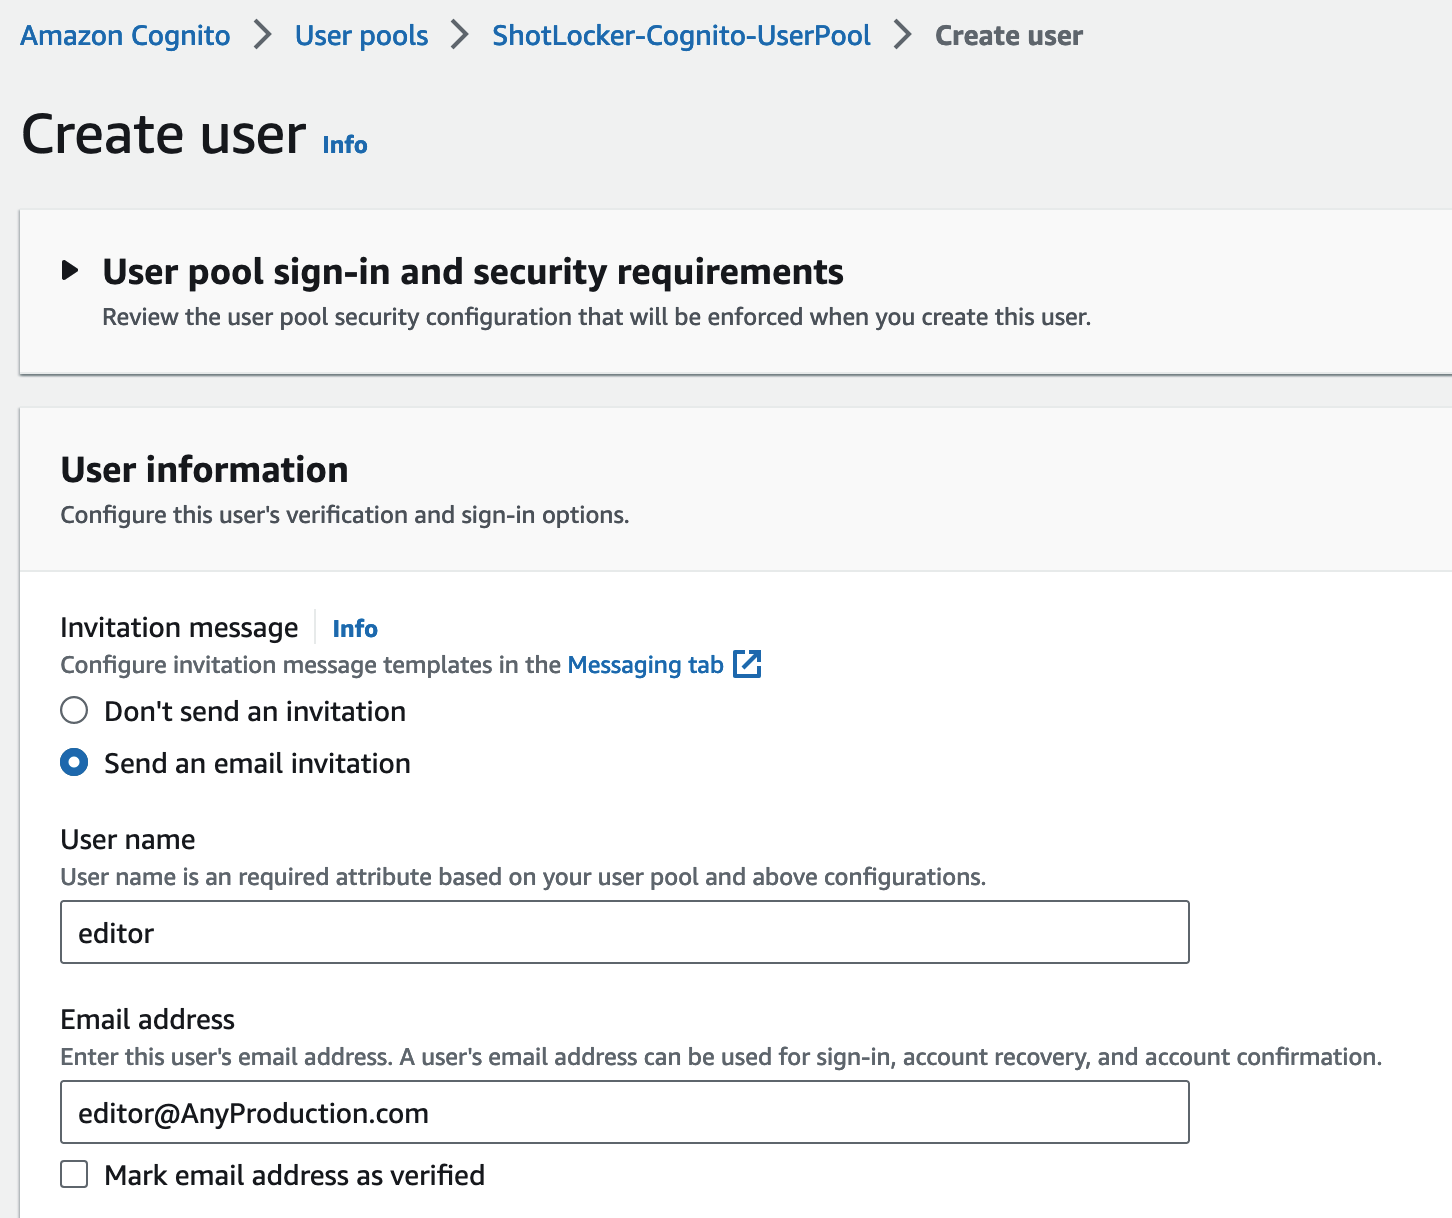 Amazon Cognito > User pools > ShotLocker-Cognito-UserPool > Create user
Create user Info
User pool sign-in and security requirements
Review the user pool security configuration that will be enforced when you create this user.
User information
Configure this user's verification and sign-in options.
Invitation message Info
Configure invitation message templates in the Messaging tab
Don't send an invitation
Send an email invitation
User name
User name is an required attribute based on your user pool and above configurations.
editor
Email address
Enter this user's email address. A user's email address can be used for sign-in, account recovery, and account confirmation.
editor@AnyProduction.com
Mark email address as verified